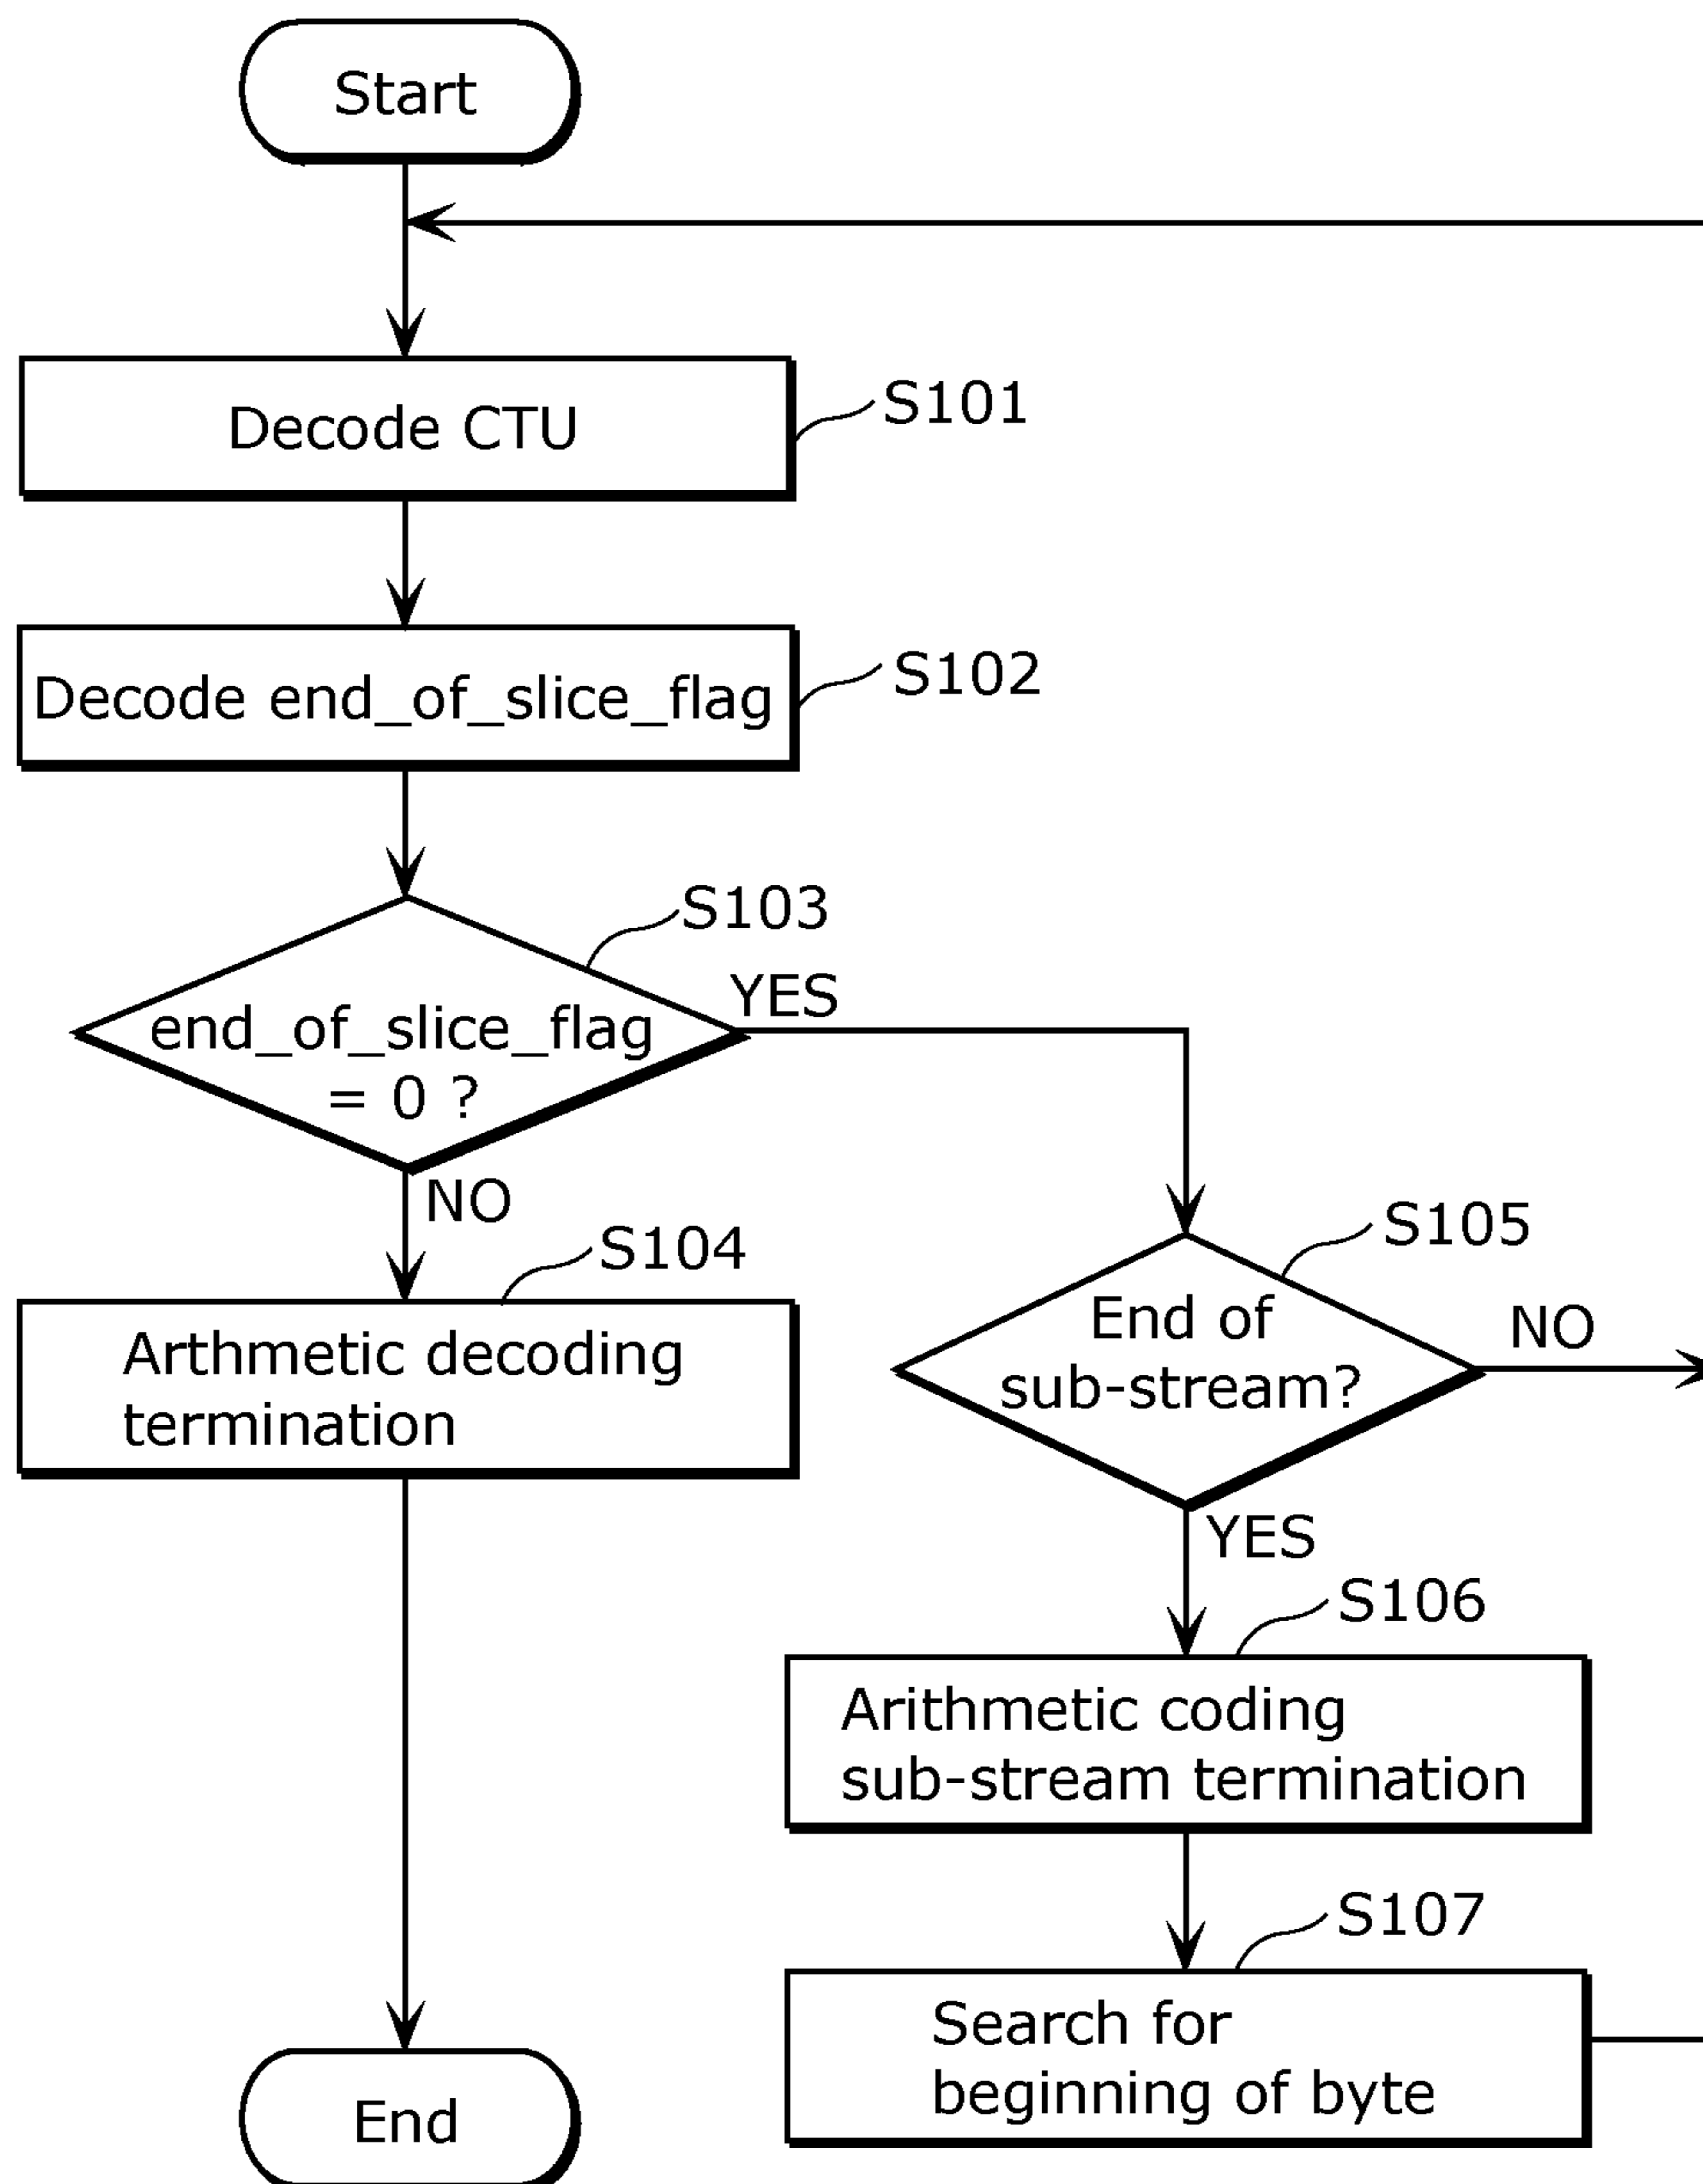 Start
Decode CTU
S101
Decode end_of_slice_flag
S102
S103
end_of_slice_flag
= 0 ?
YES
NO
S104
Arthmetic decoding
termination
S105
End of
sub-stream?
NO
YES
S106
Arithmetic coding
sub-stream termination
S107
Search for
beginning of byte
End